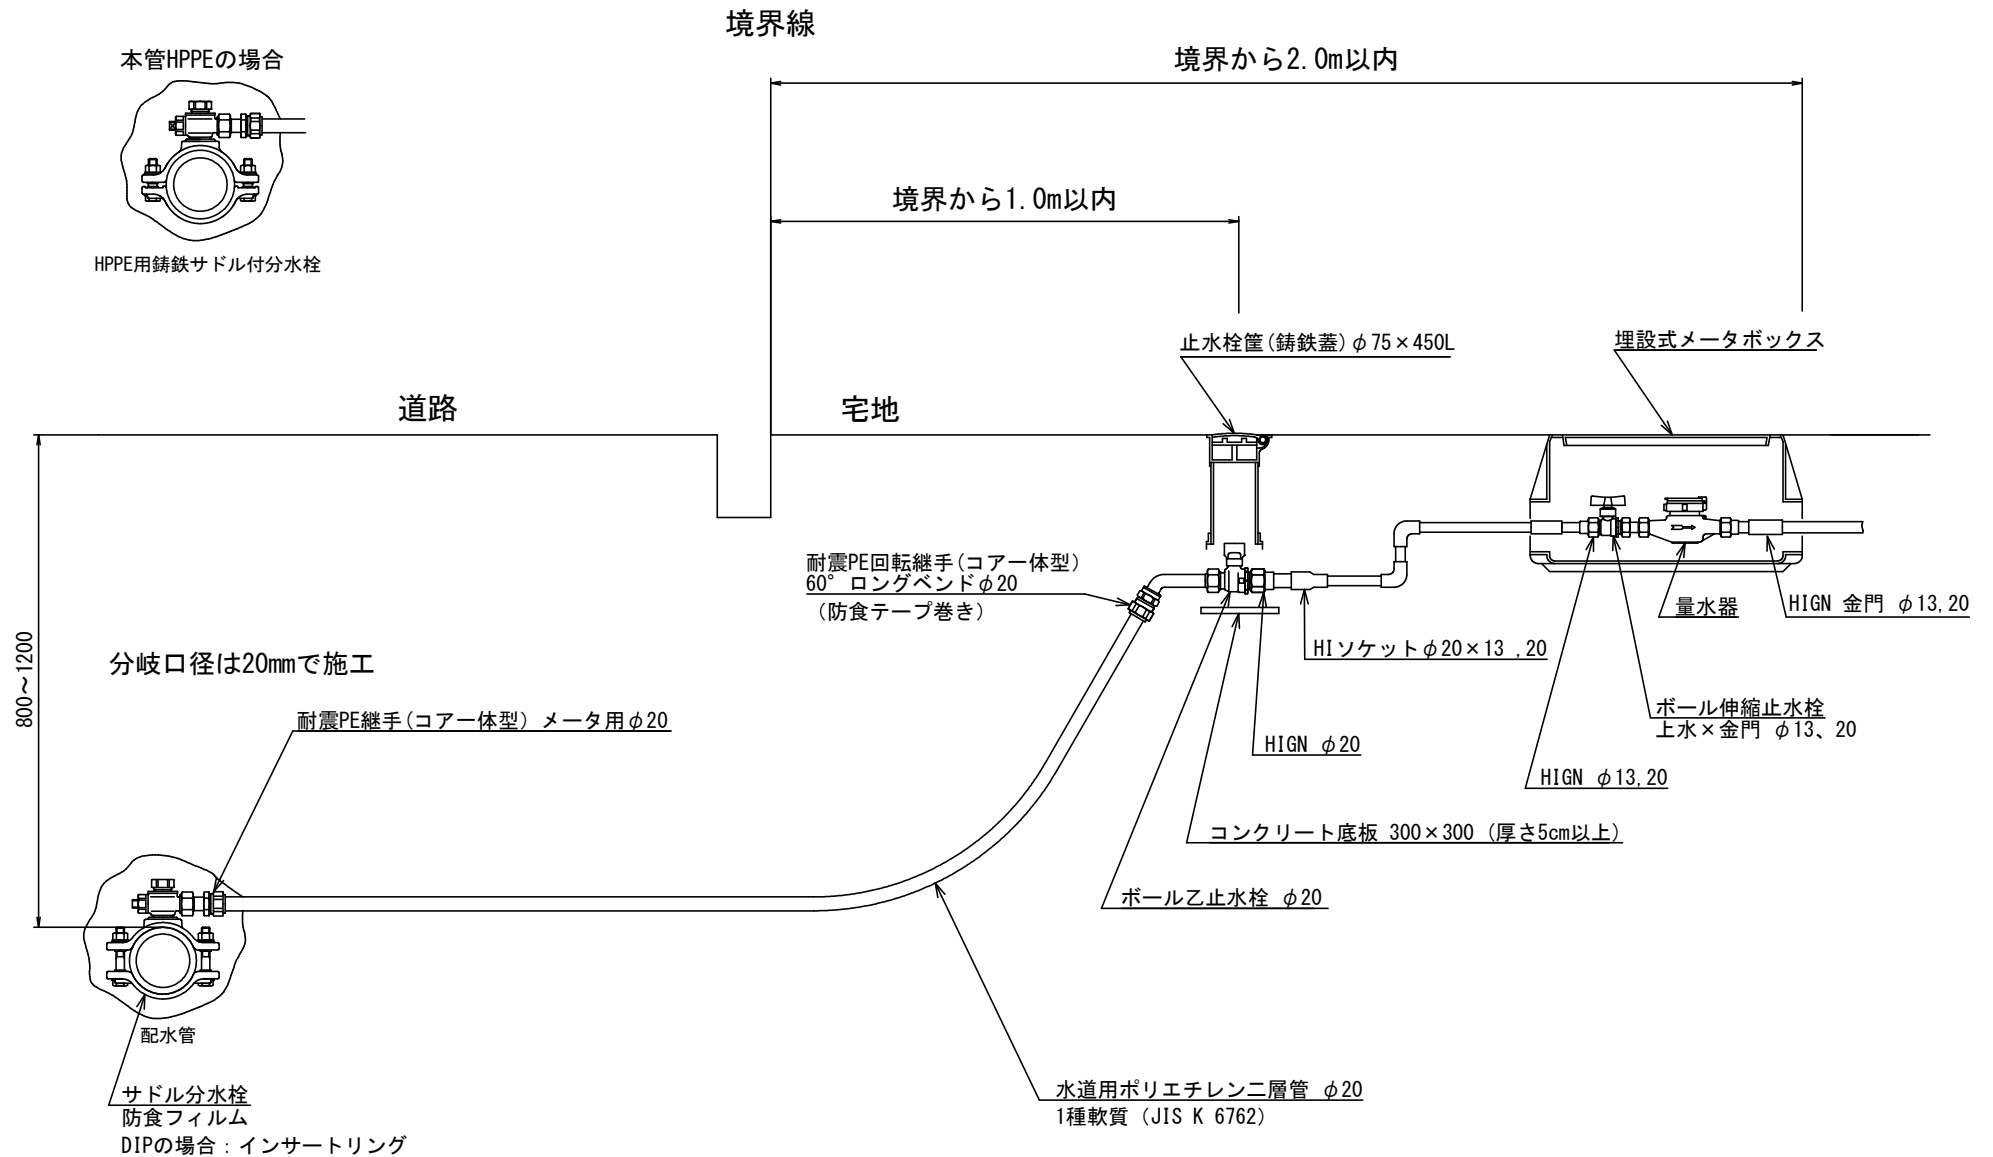 境界線
本管HPPEの場合
境界から2.0m以内
境界から1.0m以内
HPPE用鋳鉄サドル付分水栓
止水栓筐(鋳鉄蓋)φ75×450L
埋設式メータボックス
道路
宅地
耐震PE回転継手(コア一体型)
60°ロングベンドφ20
(防食テープ巻き)
量水器
HIGN 金門 φ13,20
800～1200
分岐口径は20mmで施工
HIソケットφ20×13 ,20
耐震PE継手(コア一体型) メータ用φ20
ボール伸縮止水栓
上水×金門 φ13、20
HIGN φ20
HIGN φ13,20
コンクリート底板 300×300 (厚さ5cm以上)
ボール乙止水栓 φ20
配水管
サドル分水栓
防食フィルム
DIPの場合：インサートリング
水道用ポリエチレン二層管 φ20
1種軟質 (JIS K 6762)